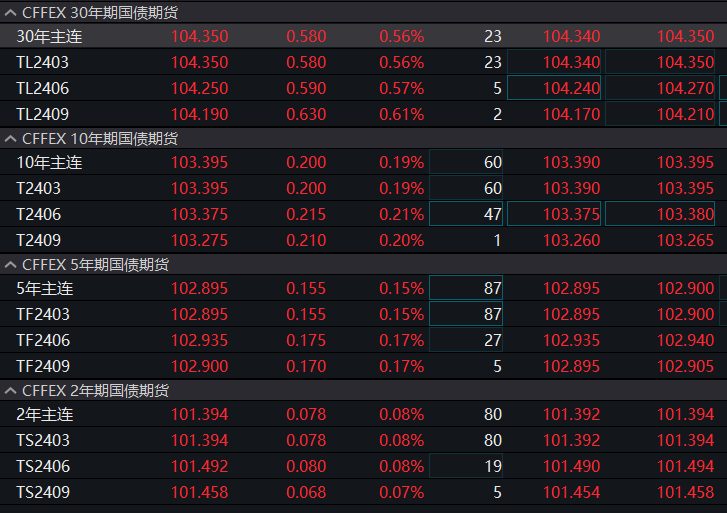 CFFEX 30年期国债期货
30年主连 104.350 0.580 0.56% 23 104.340 104.350
TL2403 104.350 0.580 0.56% 23 104.340 104.350
TL2406 104.250 0.590 0.57% 5 104.240 104.270
TL2409 104.190 0.630 0.61% 2 104.170 104.210
CFFEX 10年期国债期货
10年主连 103.395 0.200 0.19% 60 103.390 103.395
T2403 103.395 0.200 0.19% 60 103.390 103.395
T2406 103.375 0.215 0.21% 47 103.375 103.380
T2409 103.275 0.210 0.20% 1 103.260 103.265
CFFEX 5年期国债期货
5年主连 102.895 0.155 0.15% 87 102.895 102.900
TF2403 102.895 0.155 0.15% 87 102.895 102.900
TF2406 102.935 0.175 0.17% 27 102.935 102.940
TF2409 102.900 0.170 0.17% 5 102.895 102.905
CFFEX 2年期国债期货
2年主连 101.394 0.078 0.08% 80 101.392 101.394
TS2403 101.394 0.078 0.08% 80 101.392 101.394
TS2406 101.492 0.080 0.08% 19 101.490 101.494
TS2409 101.458 0.068 0.07% 5 101.454 101.458